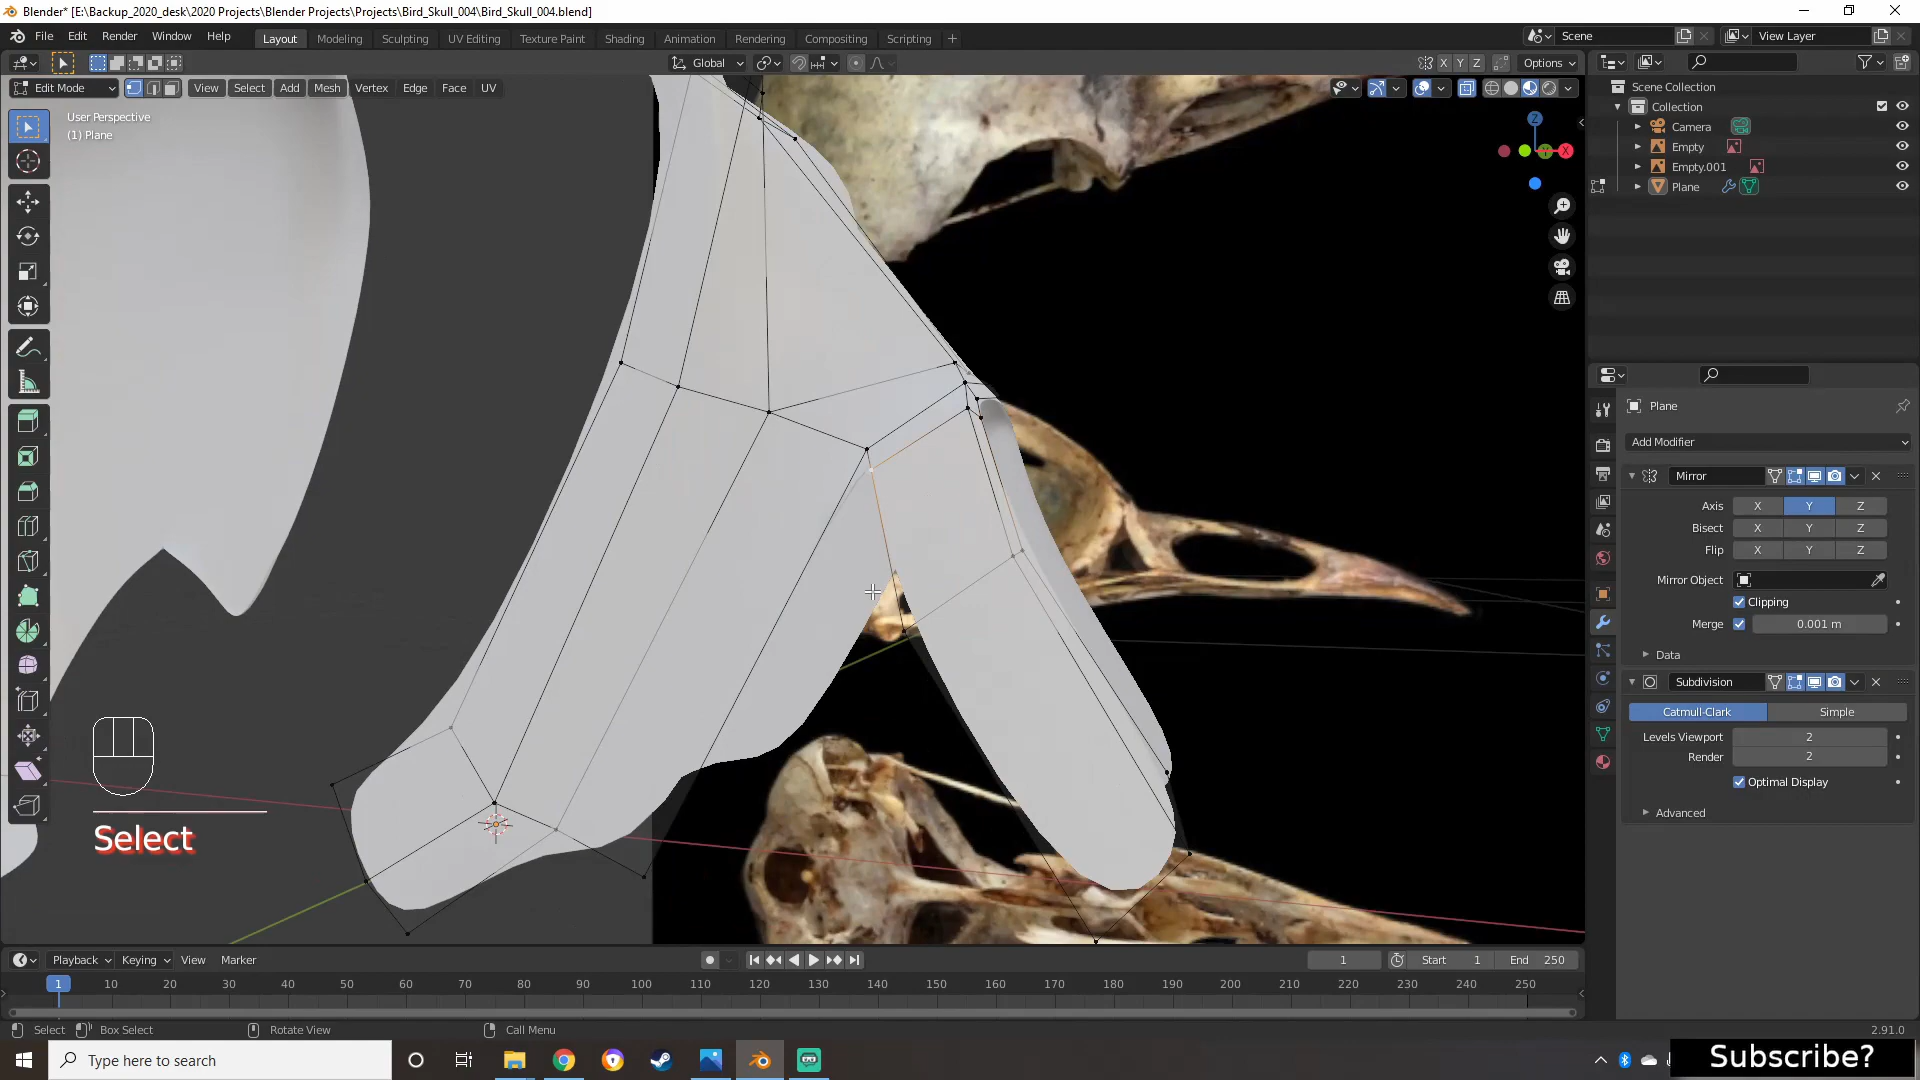 Blender* [E:\Backup_2020_desk\2020 Projects\Blender Projects\Projects\Bird_Skull_004\Bird_Skull_004.blend]
File Edit Render Window Help Layout Modeling Sculpting UV Editing Texture Paint Shading Animation Rendering Compositing Scripting Scene View Layer
Global X Y Z Options
Edit Mode View Select Add Mesh Vertex Edge Face UV
Scene Collection
Collection
Camera
Empty
Empty.001
Plane
User Perspective
(1) Plane
Z
X
Plane
Add Modifier
Mirror
Axis X Y Z
Bisect X Y Z
Flip X Y Z
Mirror Object
Clipping
Merge 0.001 m
Data
Subdivision
Catmull-Clark Simple
Levels Viewport 2
Render 2
Optimal Display
Advanced
Select
Playback Keying View Marker 1 Start 1 End 250
1 10 20 30 40 50 60 70 80 90 100 110 120 130 140 150 160 170 180 190 200 210 220 230 240 250
Select Box Select Rotate View Call Menu 2.91.0
Type here to search
Subscribe?